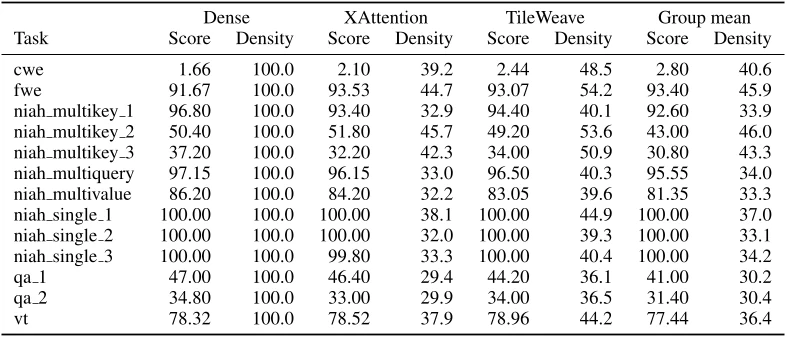 Dense XAttention TileWeave Group mean
Task Score Density Score Density Score Density Score Density
cwe 1.66 100.0 2.10 39.2 2.44 48.5 2.80 40.6
fwe 91.67 100.0 93.53 44.7 93.07 54.2 93.40 45.9
niah_multikey_1 96.80 100.0 93.40 32.9 94.40 40.1 92.60 33.9
niah_multikey_2 50.40 100.0 51.80 45.7 49.20 53.6 43.00 46.0
niah_multikey_3 37.20 100.0 32.20 42.3 34.00 50.9 30.80 43.3
niah_multiquery 97.15 100.0 96.15 33.0 96.50 40.3 95.55 34.0
niah_multivalue 86.20 100.0 84.20 32.2 83.05 39.6 81.35 33.3
niah_single_1 100.00 100.0 100.00 38.1 100.00 44.9 100.00 37.0
niah_single_2 100.00 100.0 100.00 32.0 100.00 39.3 100.00 33.1
niah_single_3 100.00 100.0 99.80 33.3 100.00 40.4 100.00 34.2
qa_1 47.00 100.0 46.40 29.4 44.20 36.1 41.00 30.2
qa_2 34.80 100.0 33.00 29.9 34.00 36.5 31.40 30.4
vt 78.32 100.0 78.52 37.9 78.96 44.2 77.44 36.4